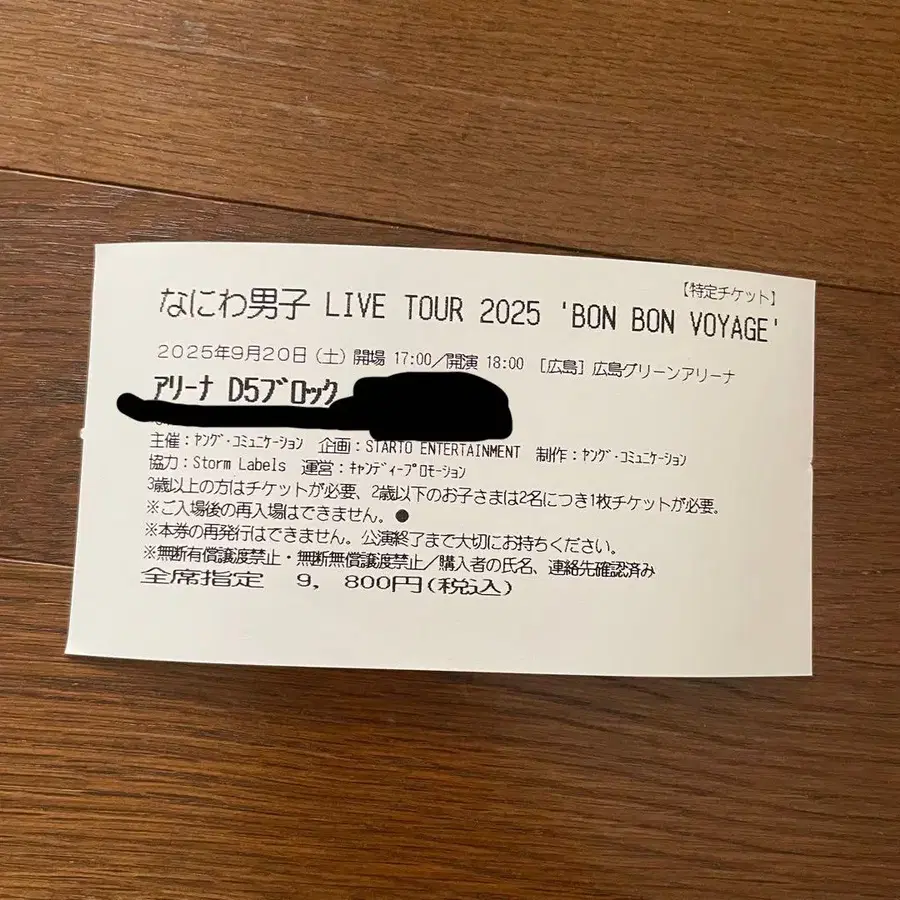 【特定チケット】
なにわ男子 LIVE TOUR 2025 'BON BON VOYAGE'
2025年9月20日（土）開場 17:00／開演 18:00 ［広島］広島グリーンアリーナ
アリーナ D5ブロック
主催：ヤング・コミュニケーション 企画：STARTO ENTERTAINMENT 制作：ヤング・コミュニケーション
協力：Storm Labels 運営：キャンディープロモーション
3歳以上の方はチケットが必要、2歳以下のお子さまは2名につき1枚チケットが必要。
※ご入場後の再入場はできません。●
※本券の再発行はできません。公演終了まで大切にお持ちください。
※無断有償譲渡禁止・無断無償譲渡禁止／購入者の氏名、連絡先確認済み
全席指定 9,800円(税込)